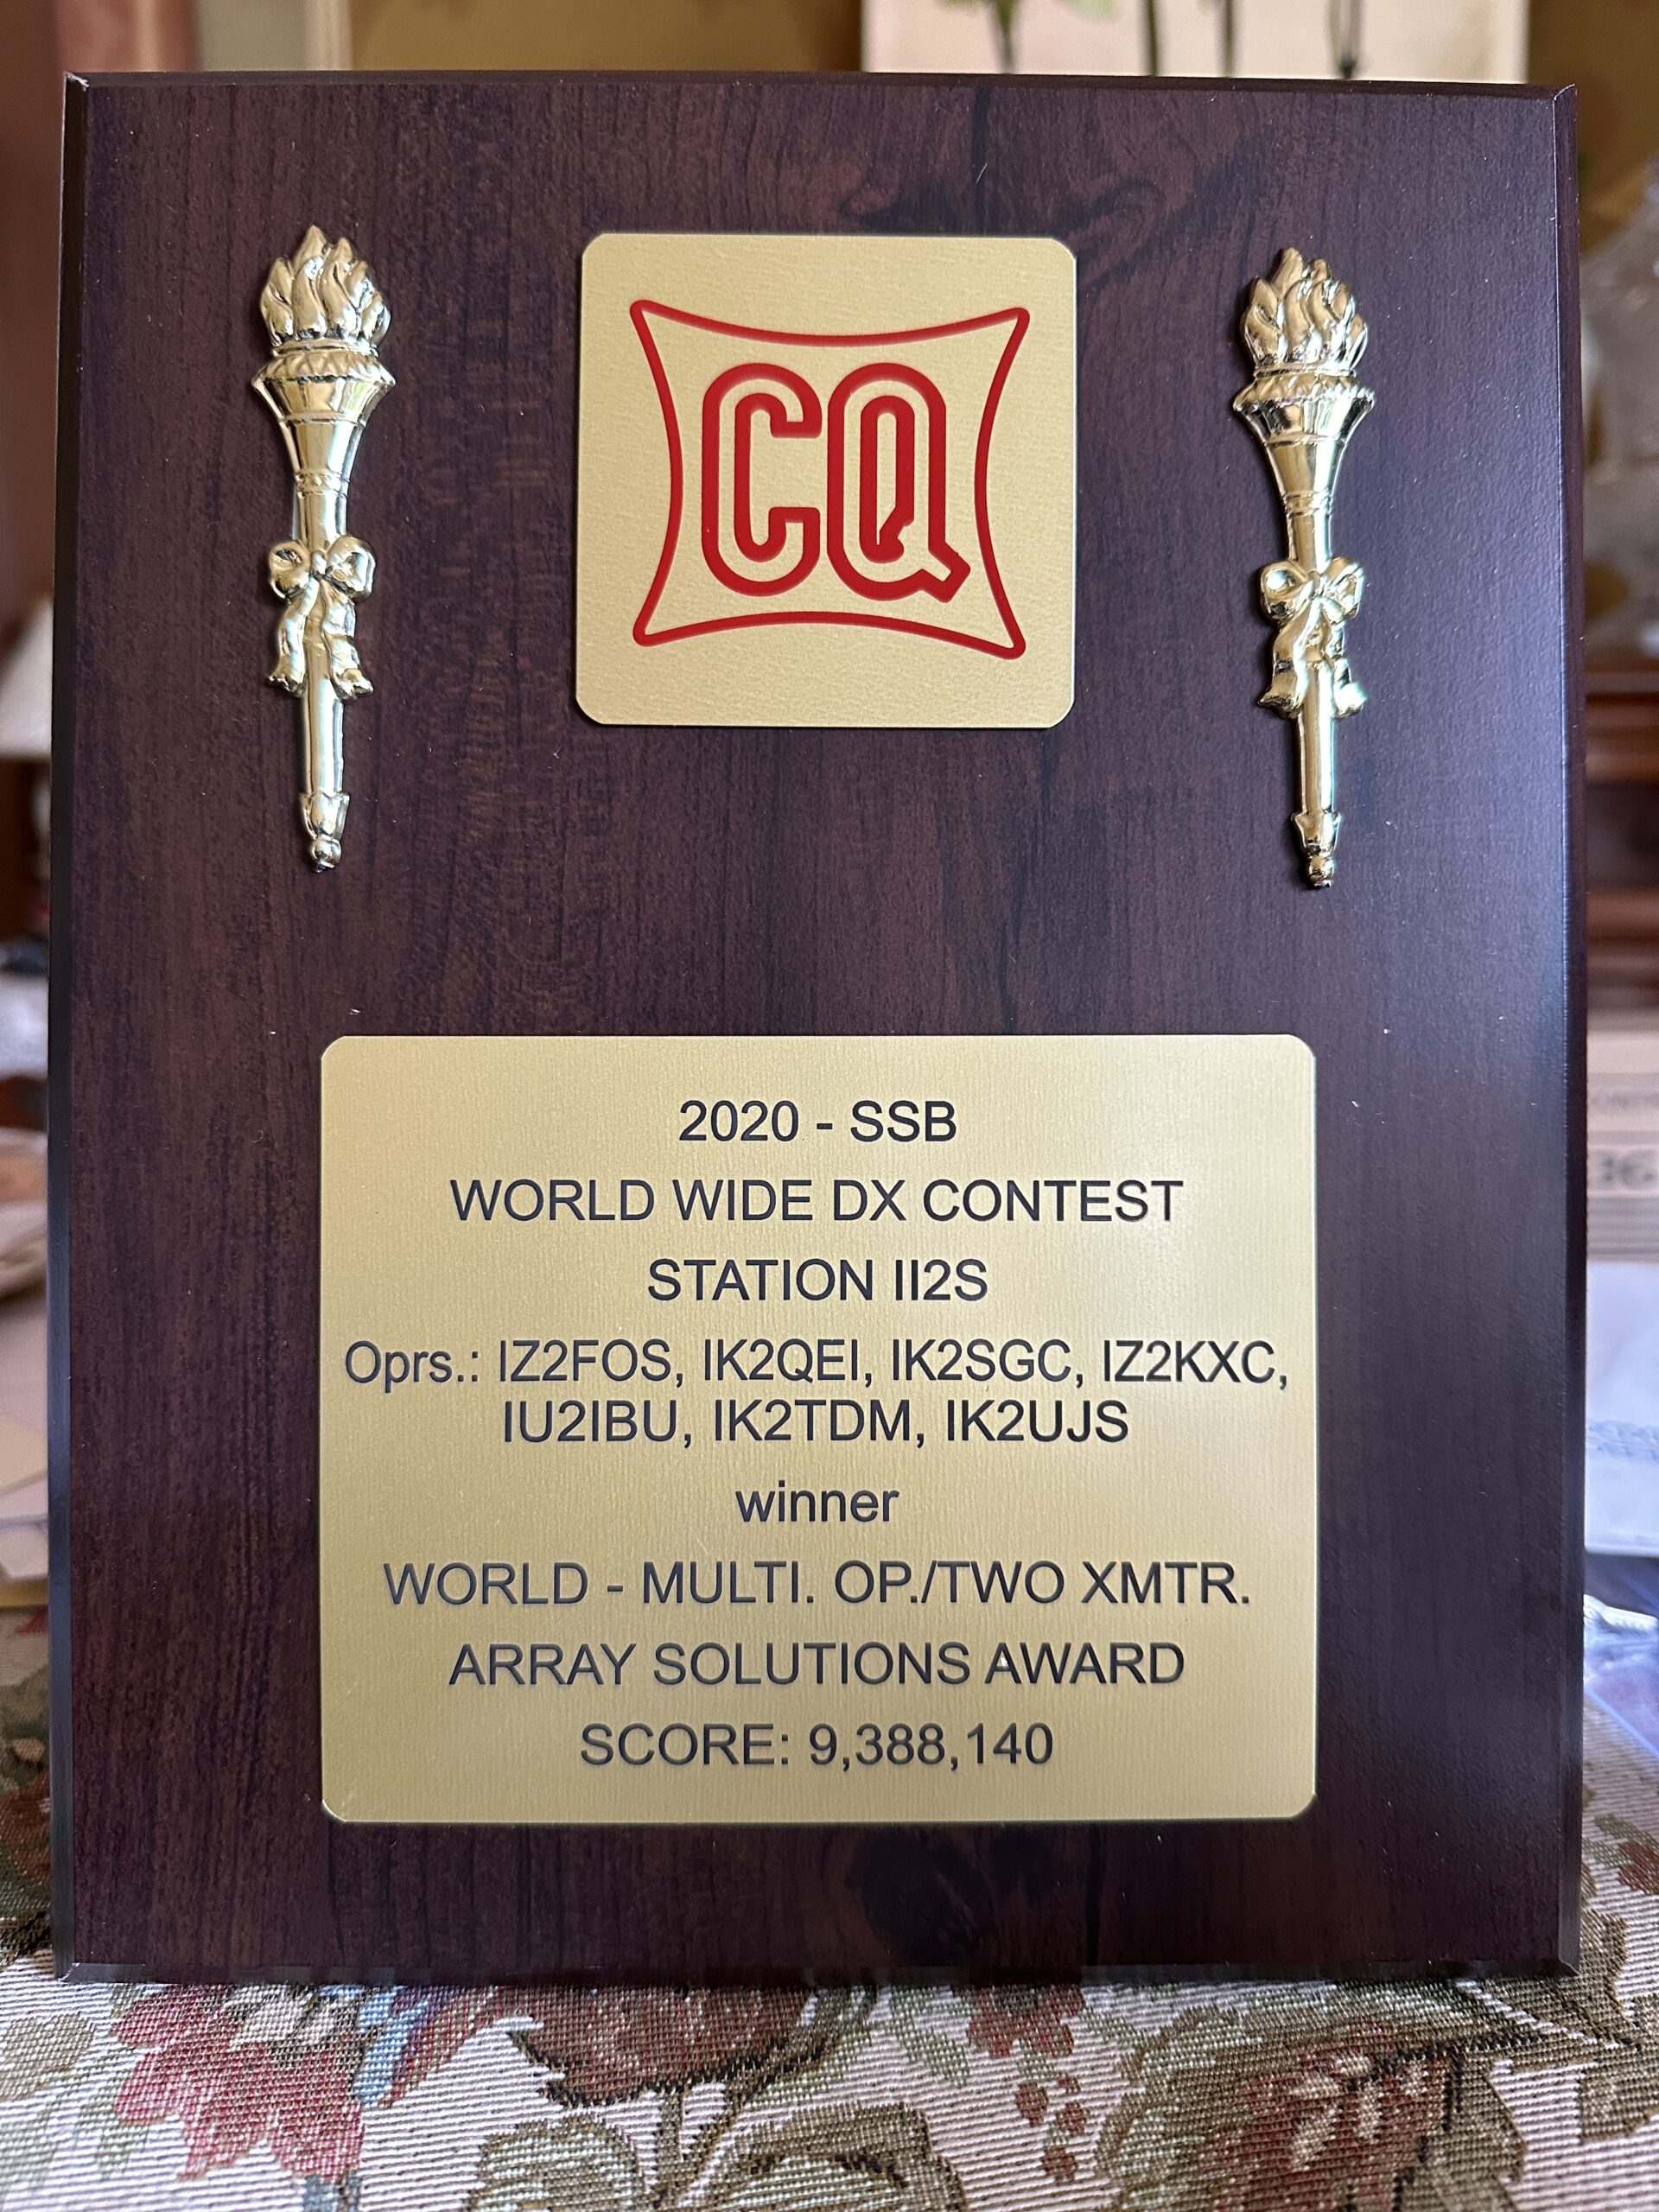 CQ
2020 - SSB
WORLD WIDE DX CONTEST
STATION II2S
Oprs.: IZ2FOS, IK2QEI, IK2SGC, IZ2KXC,
IU2IBU, IK2TDM, IK2UJS
winner
WORLD - MULTI. OP./TWO XMTR.
ARRAY SOLUTIONS AWARD
SCORE: 9,388,140